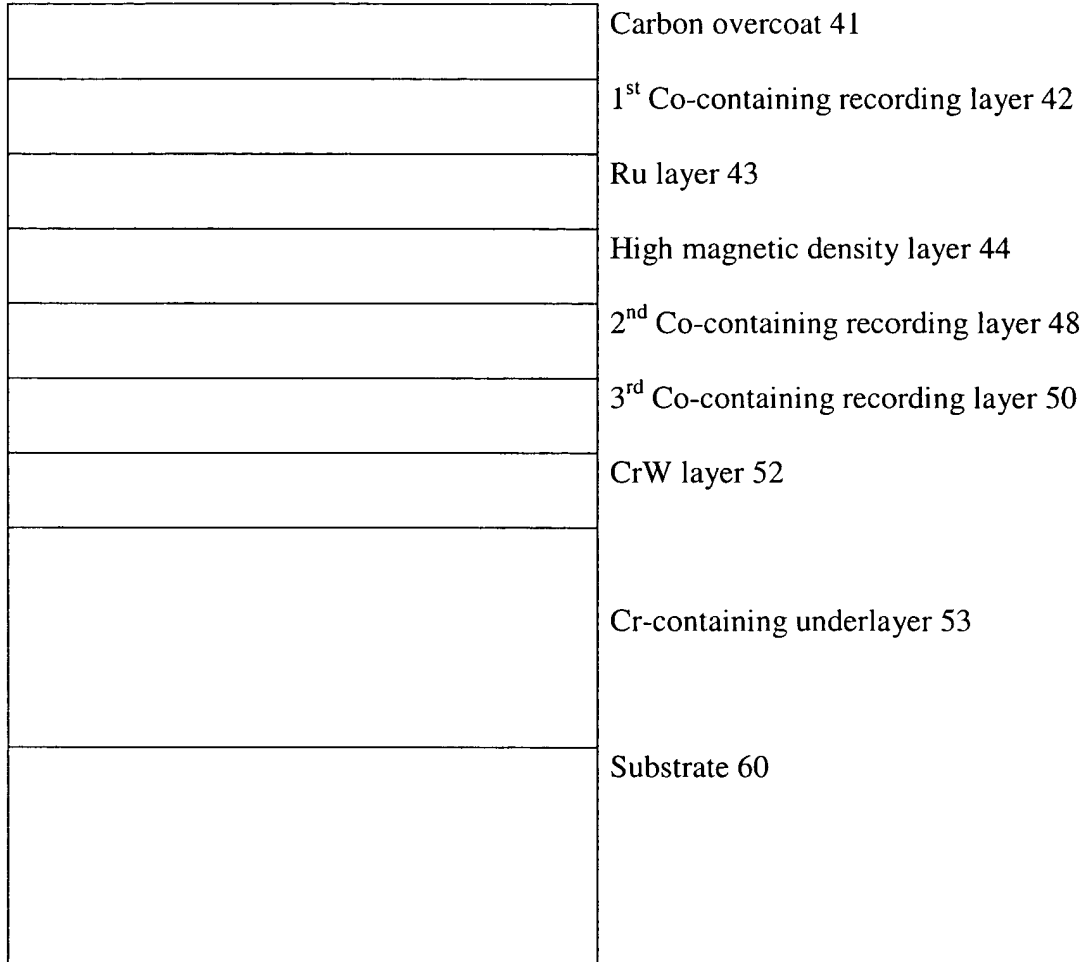 Carbon overcoat 41
1st Co-containing recording layer 42
Ru layer 43
High magnetic density layer 44
2nd Co-containing recording layer 48
3rd Co-containing recording layer 50
CrW layer 52
Cr-containing underlayer 53
Substrate 60